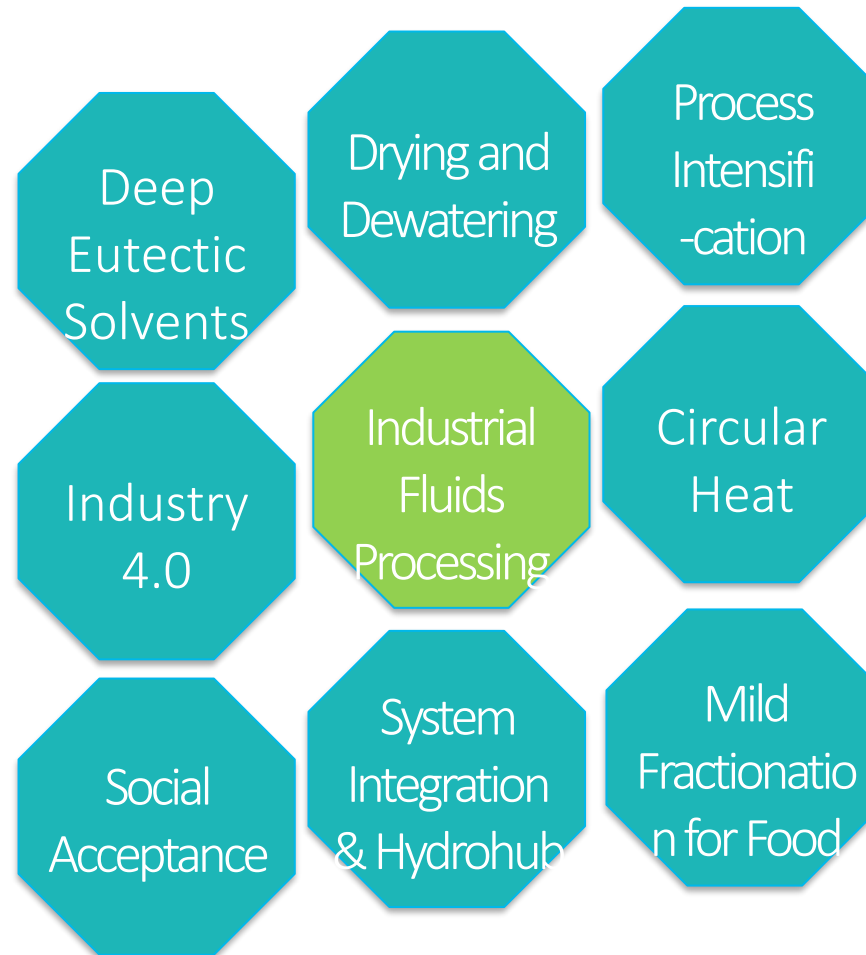 Deep
Eutectic
Solvents
Drying and
Dewatering
Process
Intensifi
-cation
Industry
4.0
Industrial
Fluids
Processing
Circular
Heat
Social
Acceptance
System
Integration
& Hydrohub
Mild
Fractionatio
n for Food